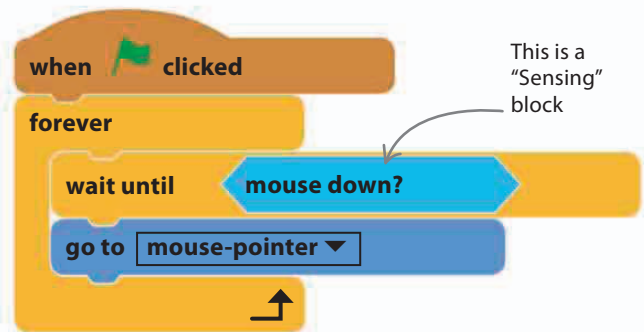 when clicked
This is a
"Sensing"
block
forever
wait until mouse down?
go to mouse-pointer